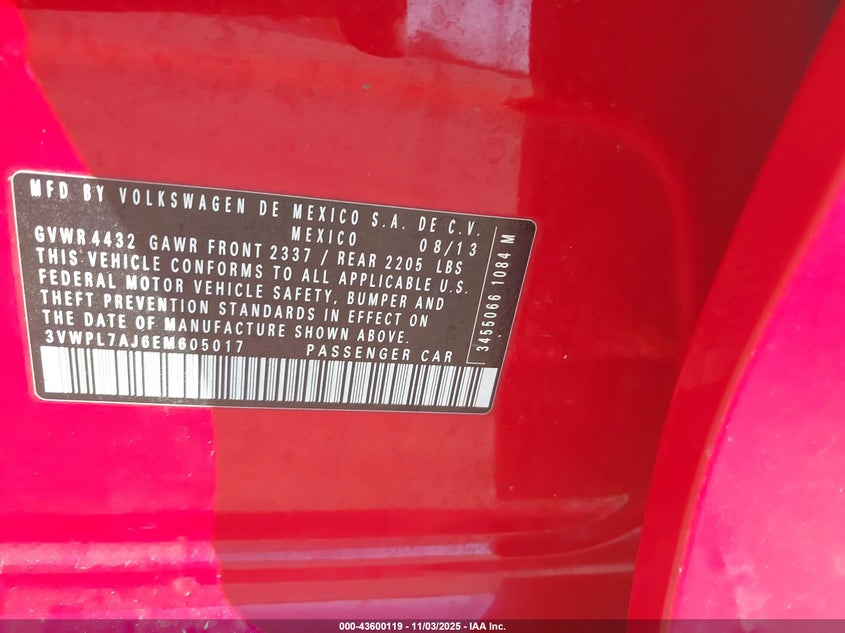 MFD BY VOLKSWAGEN DE MEXICO S.A. DE C.V.
MEXICO 08/13
GVWR 4432 GAWR FRONT 2337 / REAR 2205 LBS
THIS VEHICLE CONFORMS TO ALL APPLICABLE U.S.
FEDERAL MOTOR VEHICLE SAFETY, BUMPER AND
THEFT PREVENTION STANDARDS IN EFFECT ON
THE DATE OF MANUFACTURE SHOWN ABOVE.
3VWPL7AJ6EM605017 PASSENGER CAR
3455066 1084 M
000-43600119 - 11/03/2025 - IAA Inc.